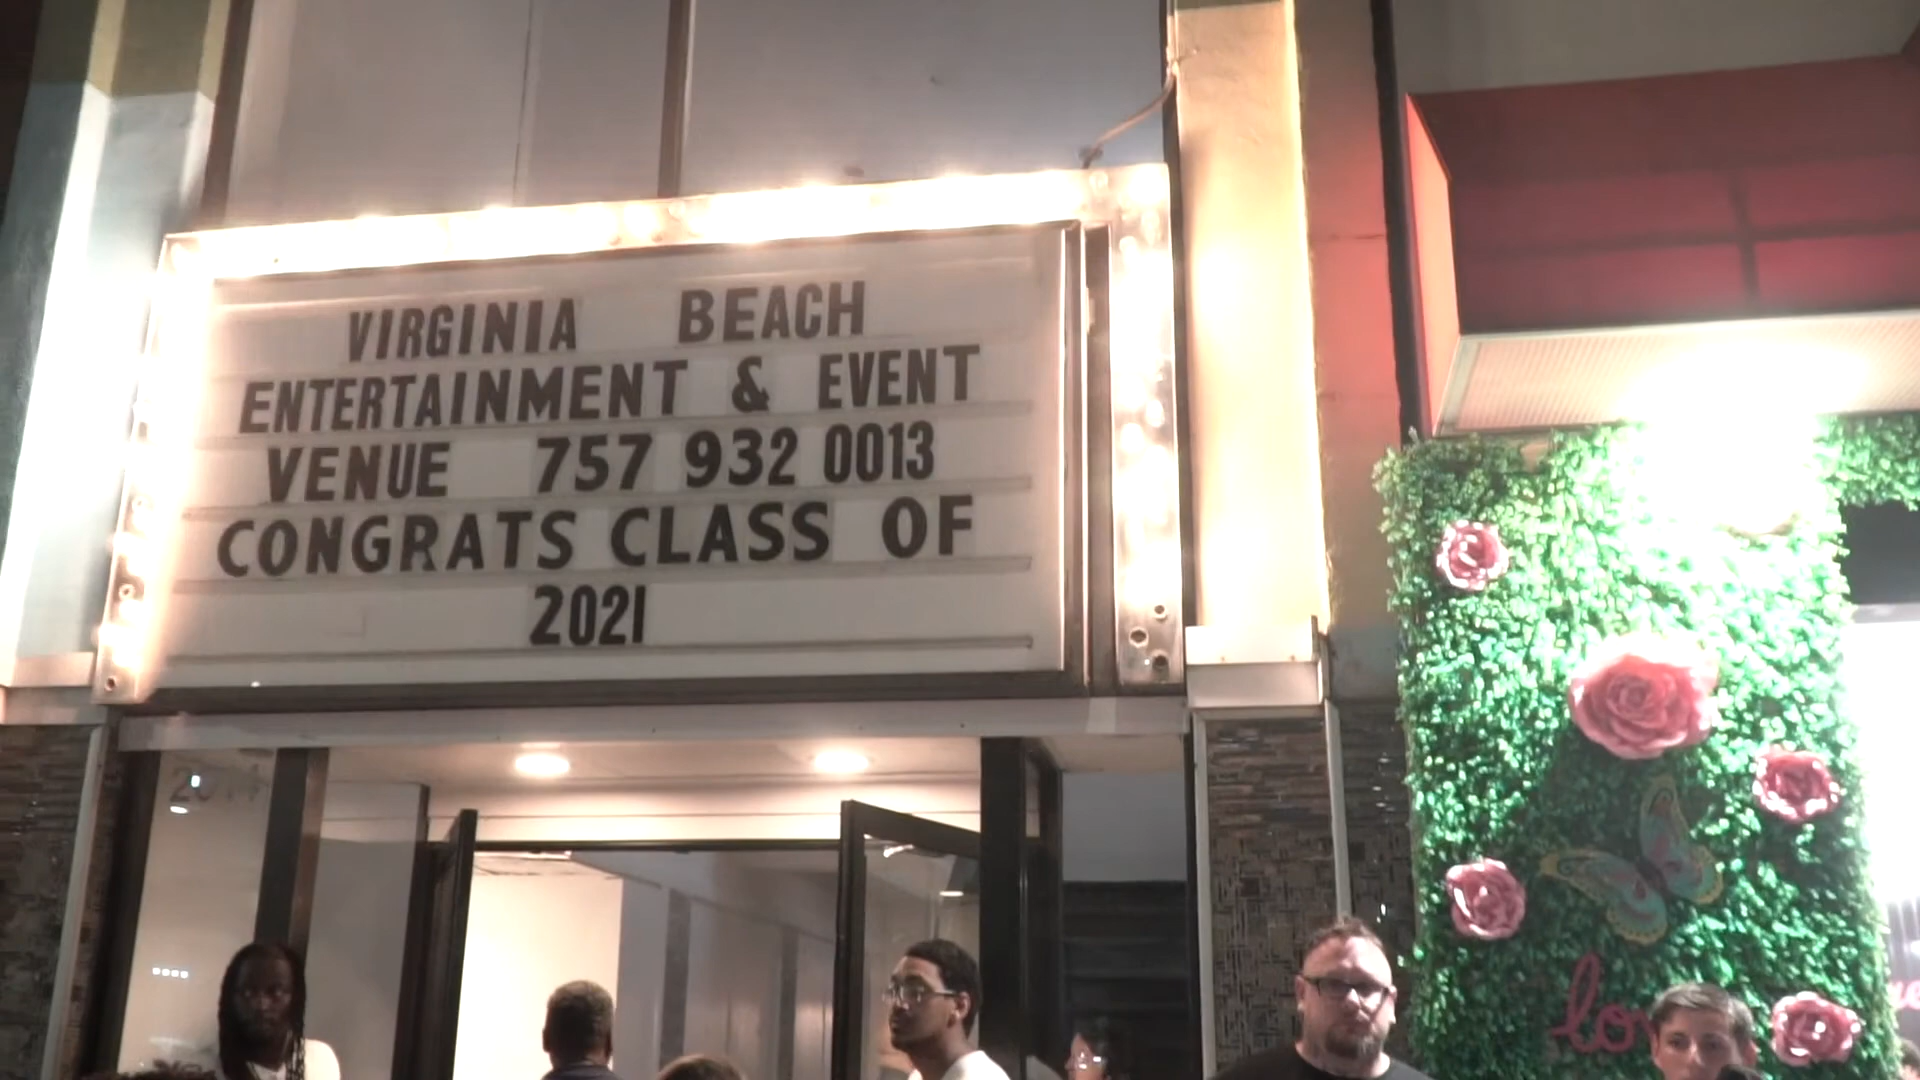 VIRGINIA BEACH
ENTERTAINMENT & EVENT
VENUE 757 932 0013
CONGRATS CLASS OF
2021